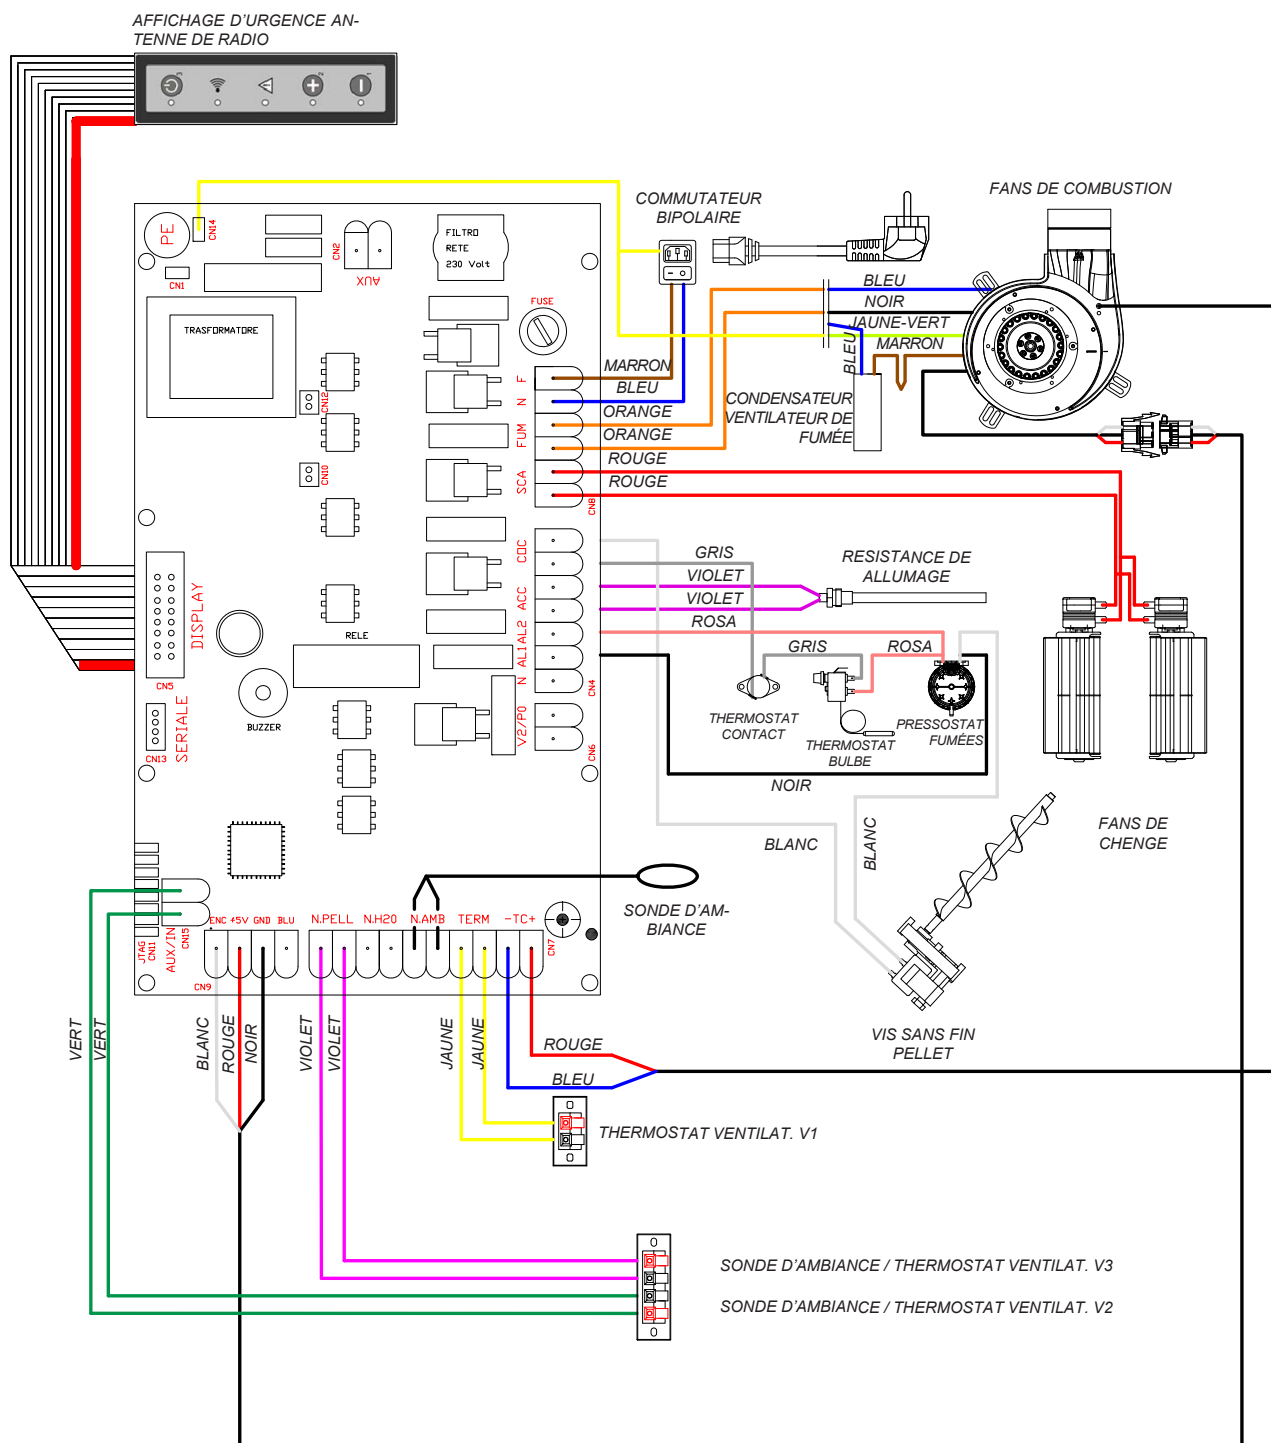 AFFICHAGE D'URGENCE AN-
TENNE DE RADIO
3
2
1
COMMUTATEUR
BIPOLAIRE
FANS DE COMBUSTION
PE
CN14
CN2
AUX
CN1
FILTRO
RETE
230 Volt
FUSE
TRASFORMATORE
CN12
CN10
BLEU
NOIR
JAUNE-VERT
MARRON
BLEU
CONDENSATEUR
VENTILATEUR DE
FUMÉE
F
N
FUM
SCA
CN8
MARRON
BLEU
ORANGE
ORANGE
ROUGE
ROUGE
COC
ACC
AL2
AL1
N
CN4
GRIS
VIOLET
VIOLET
ROSA
RESISTANCE DE
ALLUMAGE
GRIS
ROSA
THERMOSTAT
CONTACT
THERMOSTAT
BULBE
PRESSOSTAT
FUMÉES
NOIR
DISPLAY
CN5
RELE
BUZZER
SERIALE
CN13
V2/P0
CN6
FANS DE
CHENGE
BLANC
BLANC
SONDE D'AM-
BIANCE
VIS SANS FIN
PELLET
JTAG
CN11
AUX/IN
CN15
ENC +5V GND BLU
CN9
N.PELL N.H20 N.AMB TERM -TC+
CN7
VERT
VERT
BLANC
ROUGE
NOIR
VIOLET
VIOLET
JAUNE
JAUNE
ROUGE
BLEU
THERMOSTAT VENTILAT. V1
SONDE D'AMBIANCE / THERMOSTAT VENTILAT. V3
SONDE D'AMBIANCE / THERMOSTAT VENTILAT. V2